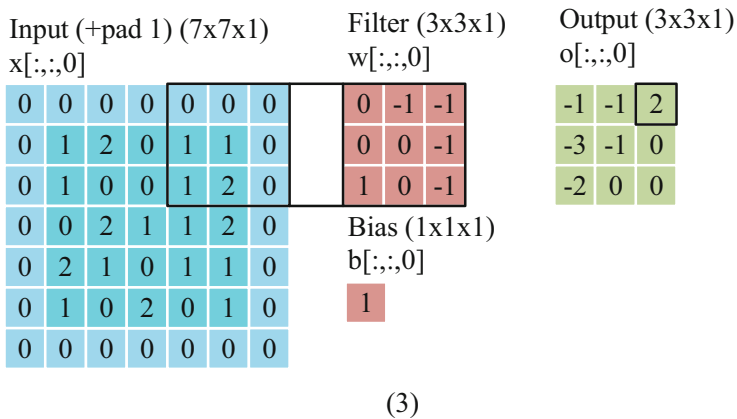 Input (+pad 1) (7x7x1)
x[:,:,0]
0 0 0 0 0 0 0
0 1 2 0 1 1 0
0 1 0 0 1 2 0
0 0 2 1 1 2 0
0 2 1 0 1 1 0
0 1 0 2 0 1 0
0 0 0 0 0 0 0
Filter (3x3x1)
w[:,:,0]
0 -1 -1
0 0 -1
1 0 -1
Bias (1x1x1)
b[:,:,0]
1
Output (3x3x1)
o[:,:,0]
-1 -1 2
-3 -1 0
-2 0 0
(3)